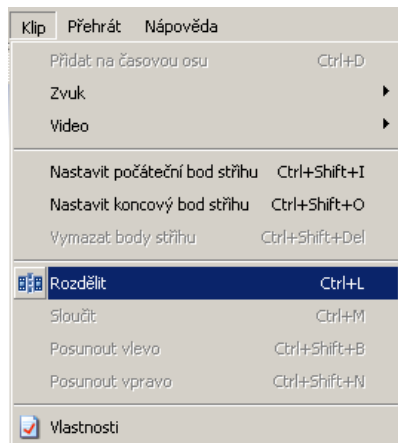 Klip Přehrát Nápověda
Přidat na časovou osu Ctrl+D
Zvuk
Video
Nastavit počáteční bod střihu Ctrl+Shift+I
Nastavit koncový bod střihu Ctrl+Shift+O
Vymazat body střihu Ctrl+Shift+Del
Rozdělit Ctrl+L
Sloučit Ctrl+M
Posunout vlevo Ctrl+Shift+B
Posunout vpravo Ctrl+Shift+N
Vlastnosti